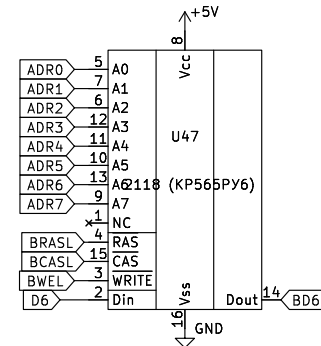 +5V
8
Vcc
ADR0 5 A0
ADR1 7 A1
ADR2 6 A2
ADR3 12 A3
U47
ADR4 11 A4
ADR5 10 A5
ADR6 13 A6 2118 (КР565РУ6)
ADR7 9 A7
1 NC
BRASL 4 RAS
BCASL 15 CAS
BWEL 3 WRITE
D6 2 Din
Vss
Dout 14 BD6
16 GND